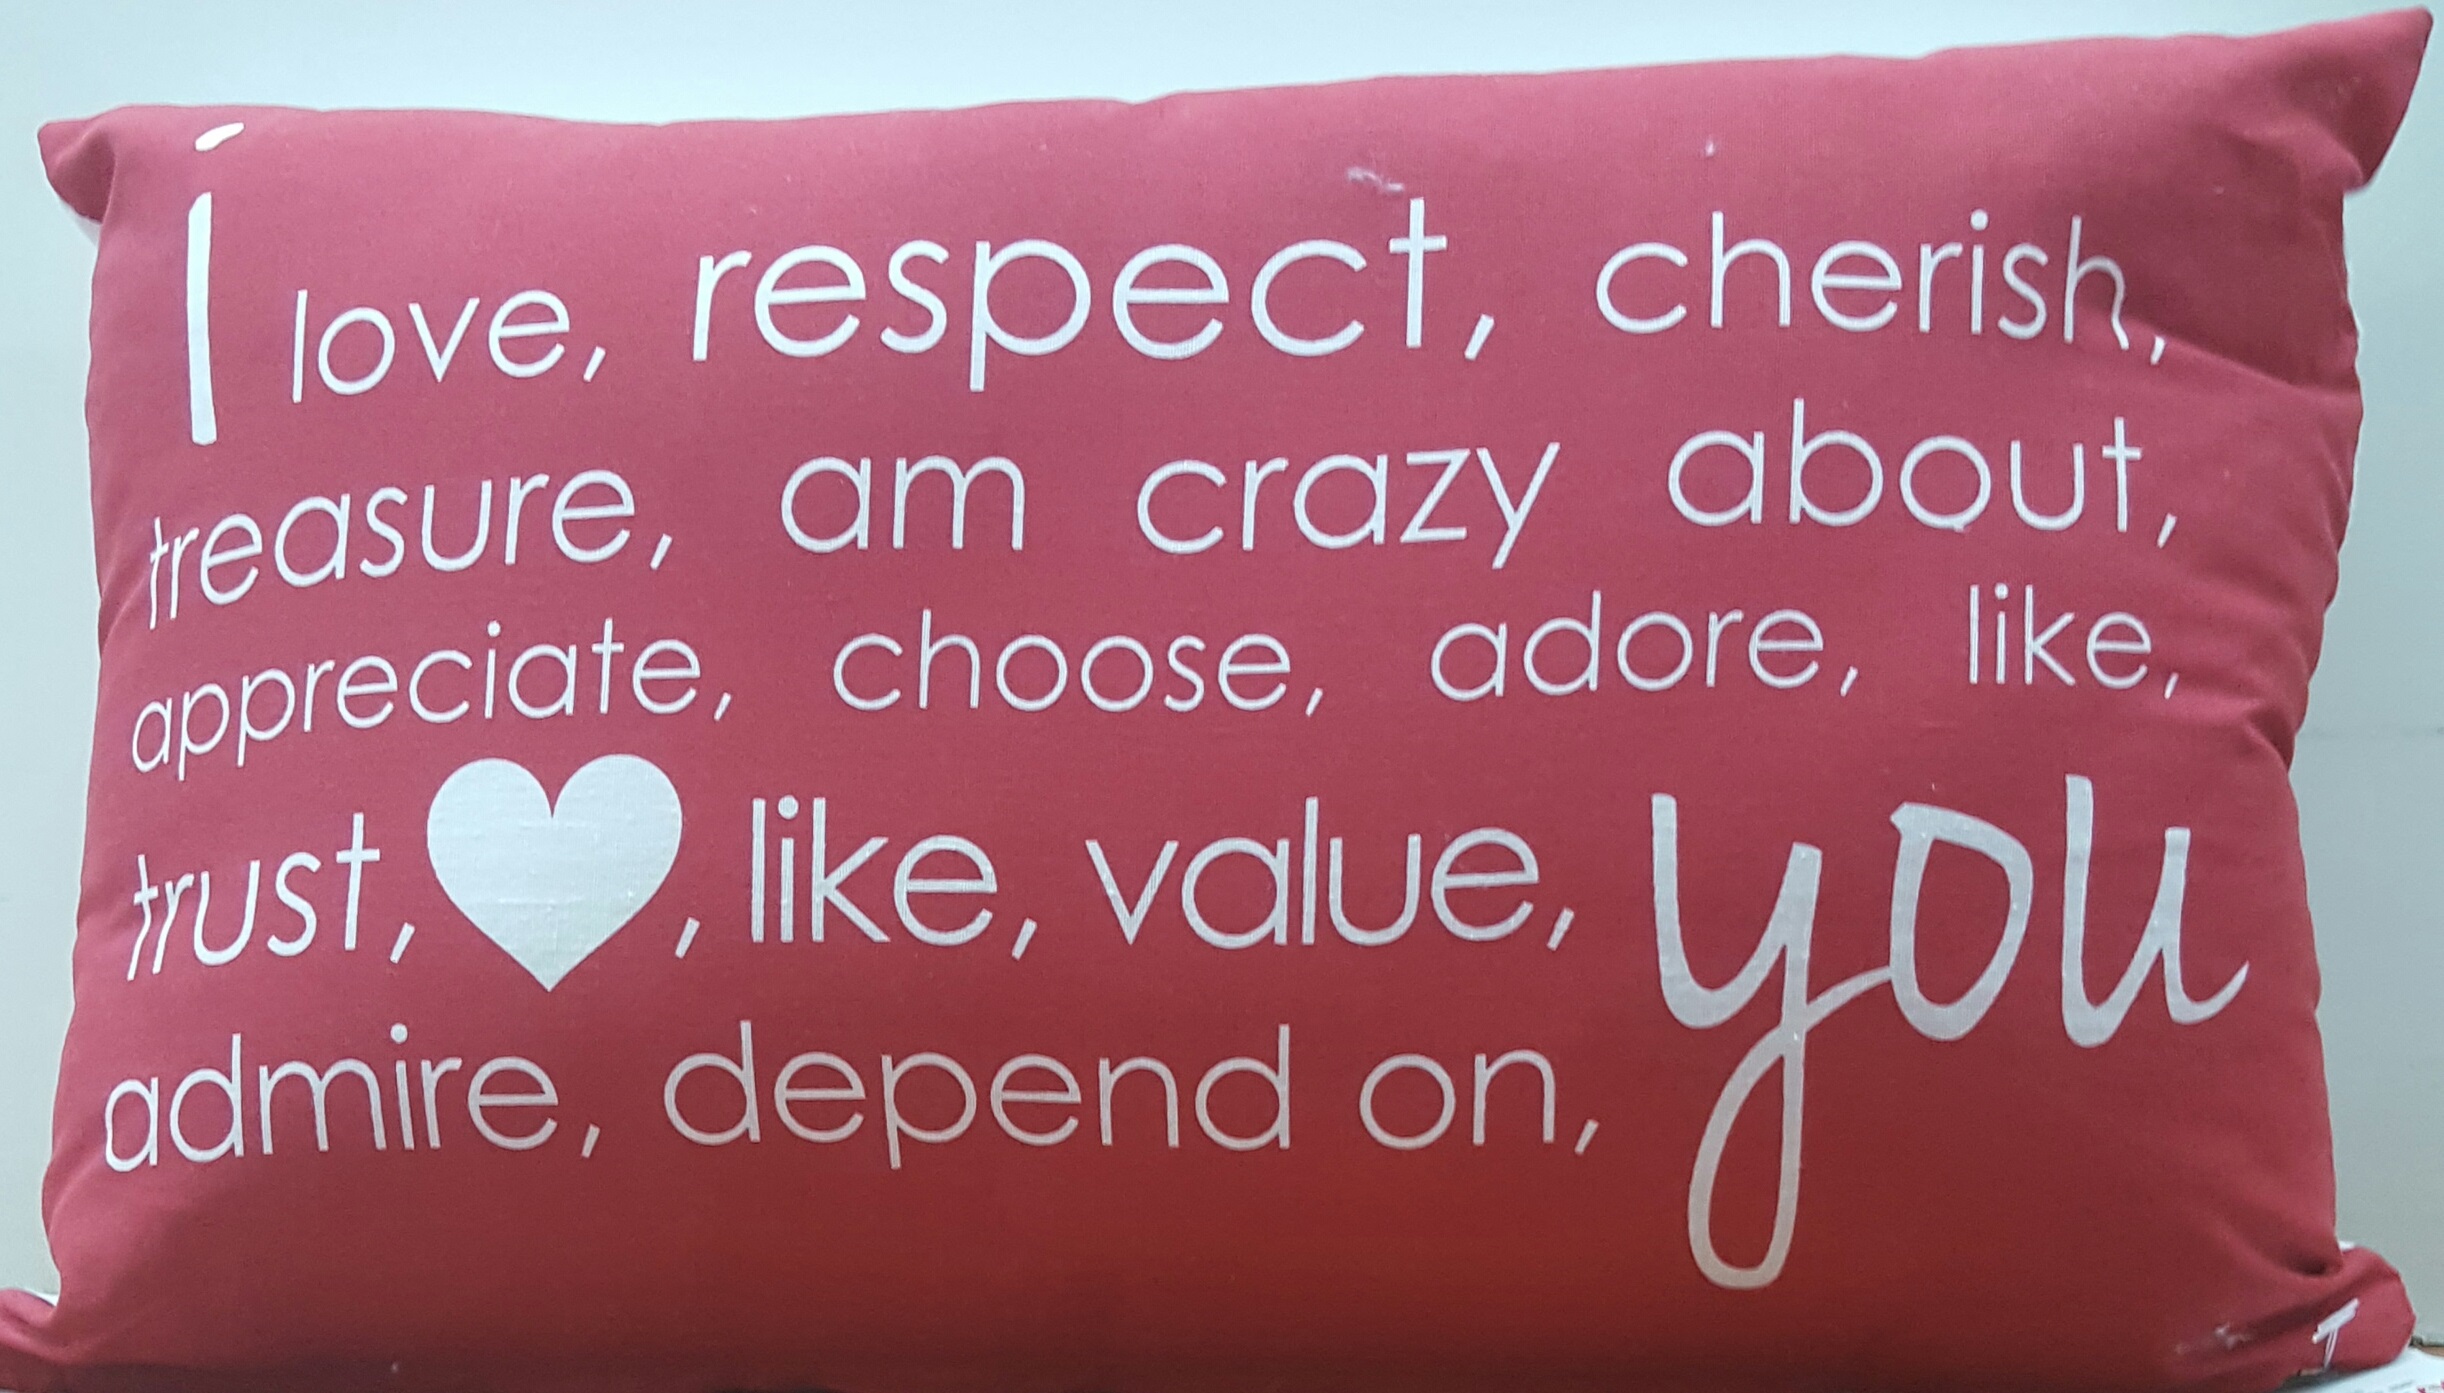 i love, respect, cherish,
treasure, am crazy about,
appreciate, choose, adore, like,
trust, ♥, like, value, you
admire, depend on,